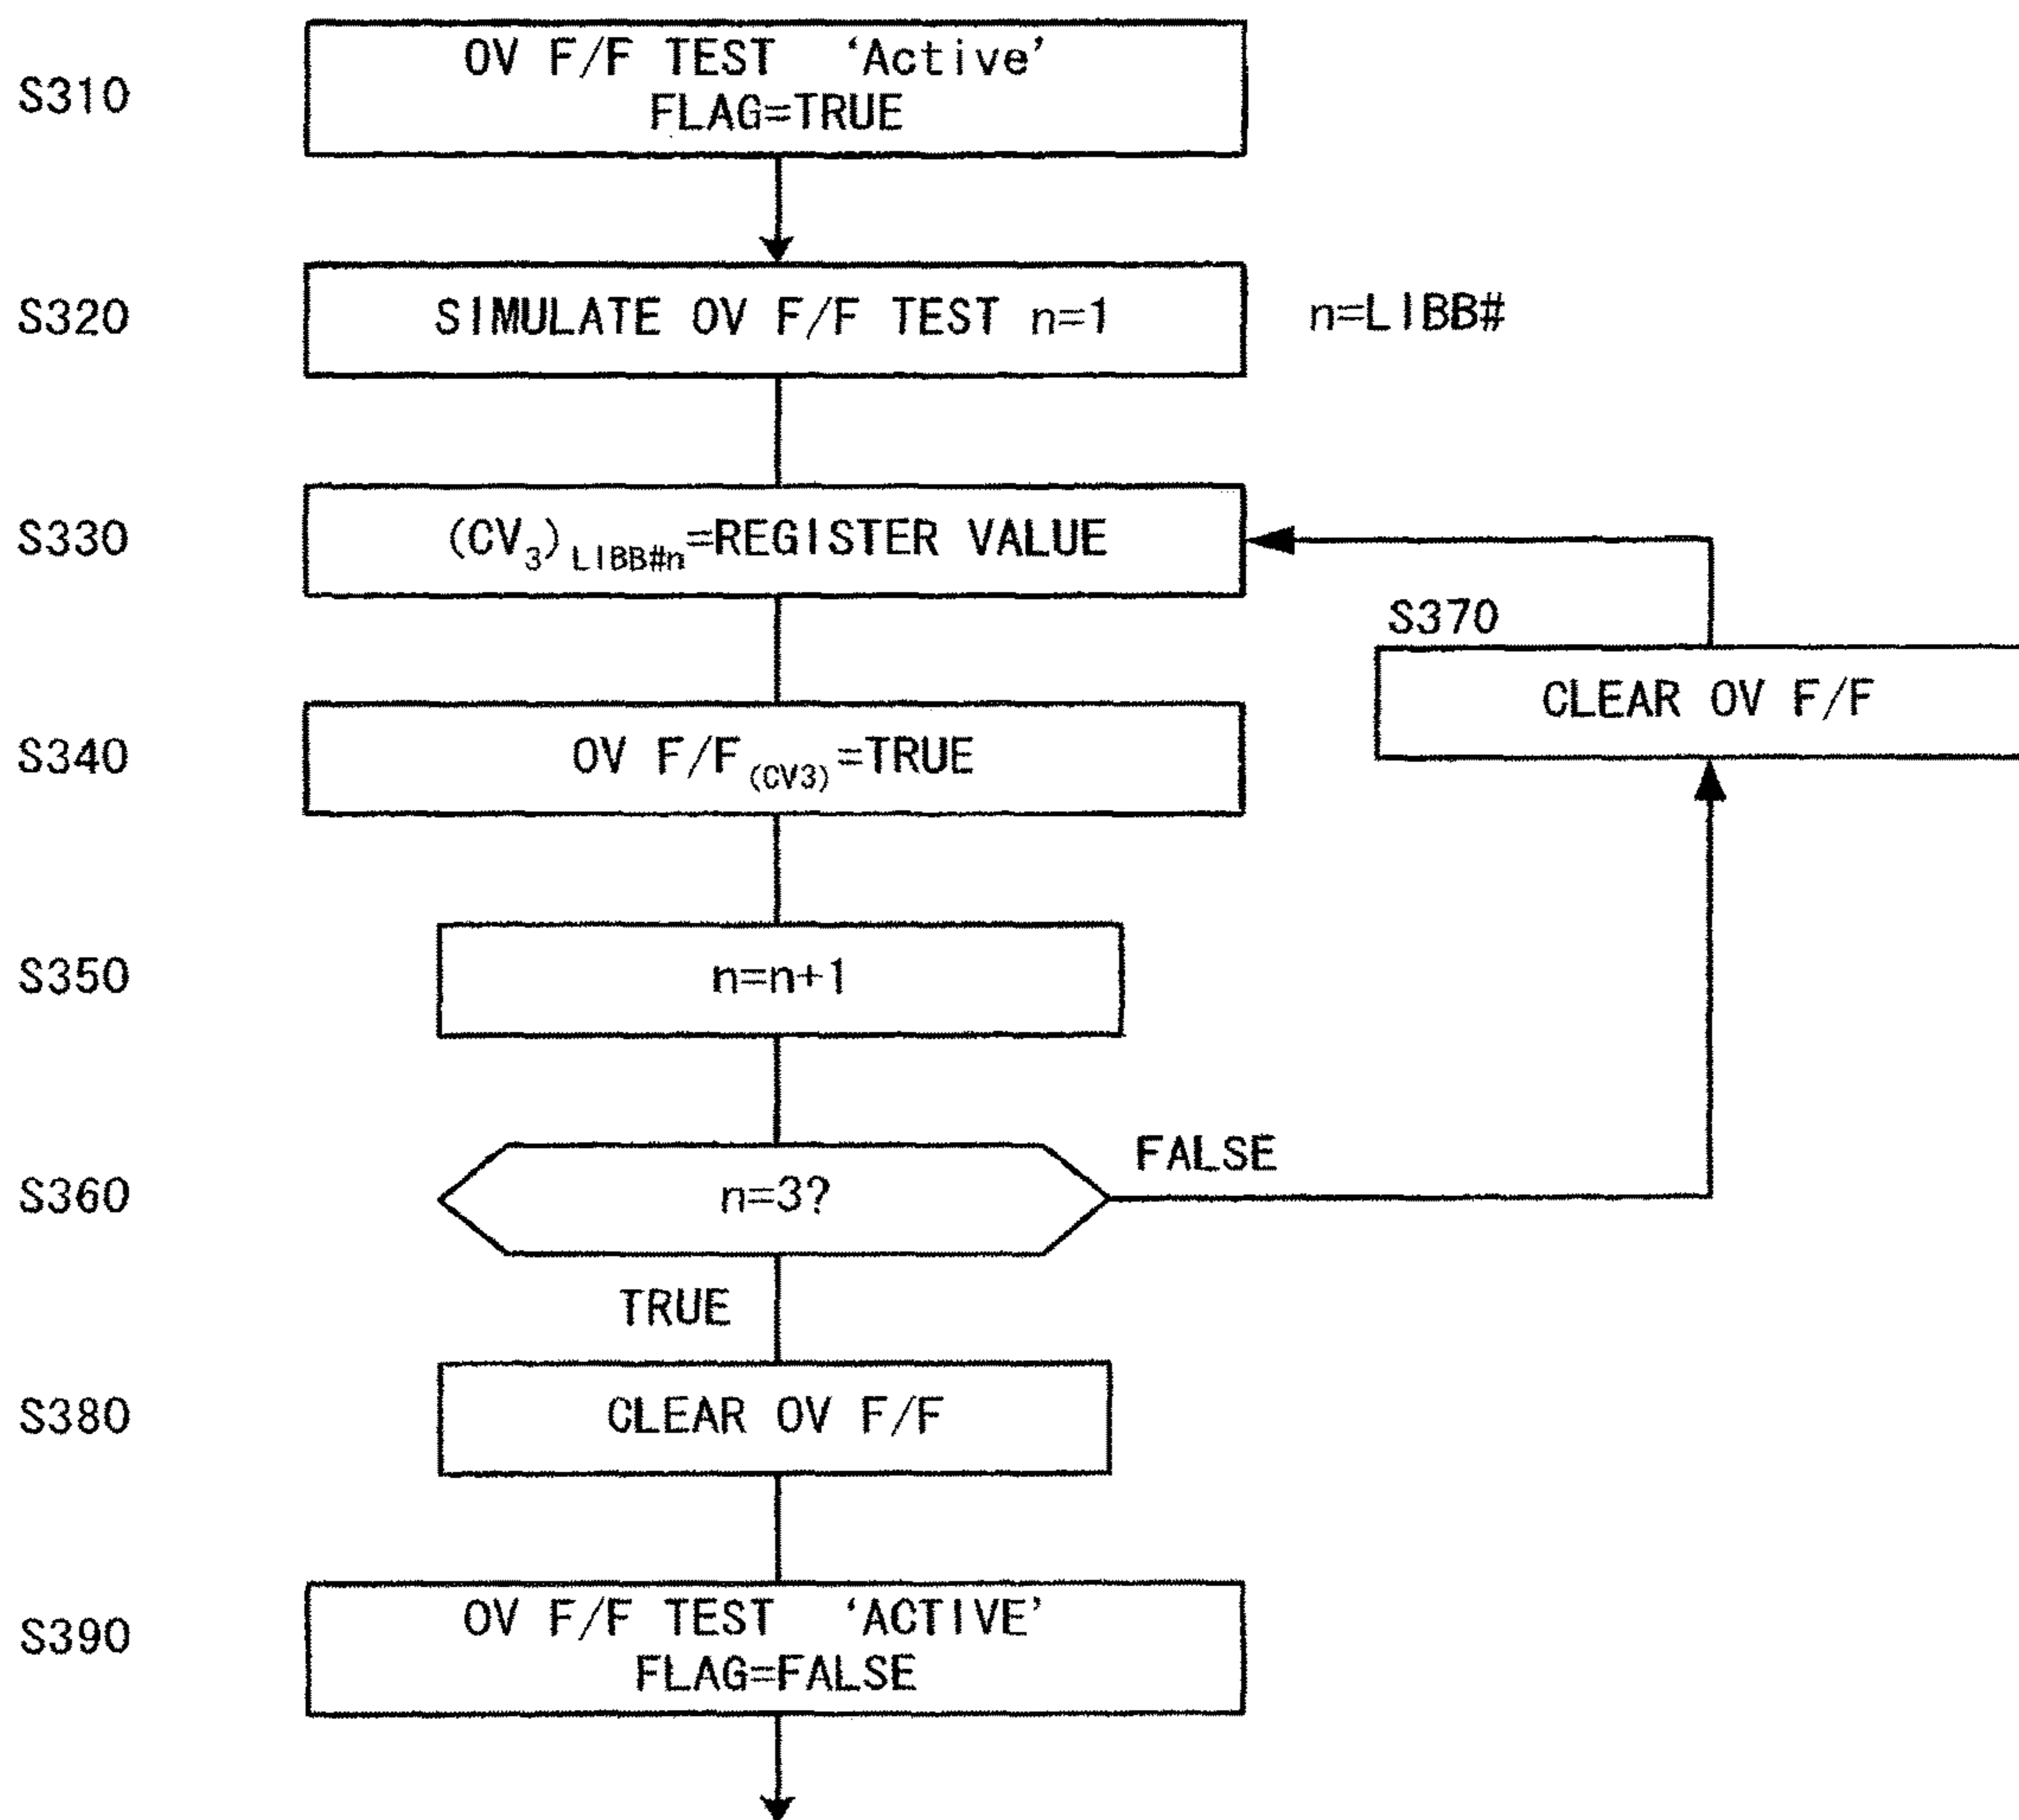 S310
OV F/F TEST ‘Active’
FLAG=TRUE
S320
SIMULATE OV F/F TEST n=1
n=LIBB#
S330
(CV3)LIBB#n=REGISTER VALUE
S370
CLEAR OV F/F
S340
OV F/F(CV3)=TRUE
S350
n=n+1
S360
n=3?
FALSE
TRUE
S380
CLEAR OV F/F
S390
OV F/F TEST ‘ACTIVE’
FLAG=FALSE